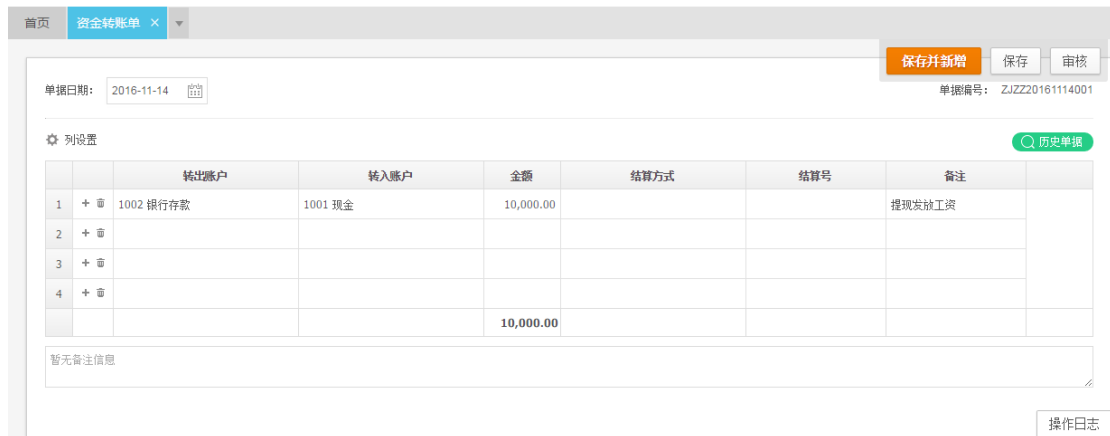 首页 资金转账单 ×
保存并新增 保存 审核
单据日期： 2016-11-14 单据编号： ZJZZ20161114001
列设置 历史单据
转出账户 转入账户 金额 结算方式 结算号 备注
1 1002 银行存款 1001 现金 10,000.00 提现发放工资
2
3
4
10,000.00
暂无备注信息
操作日志